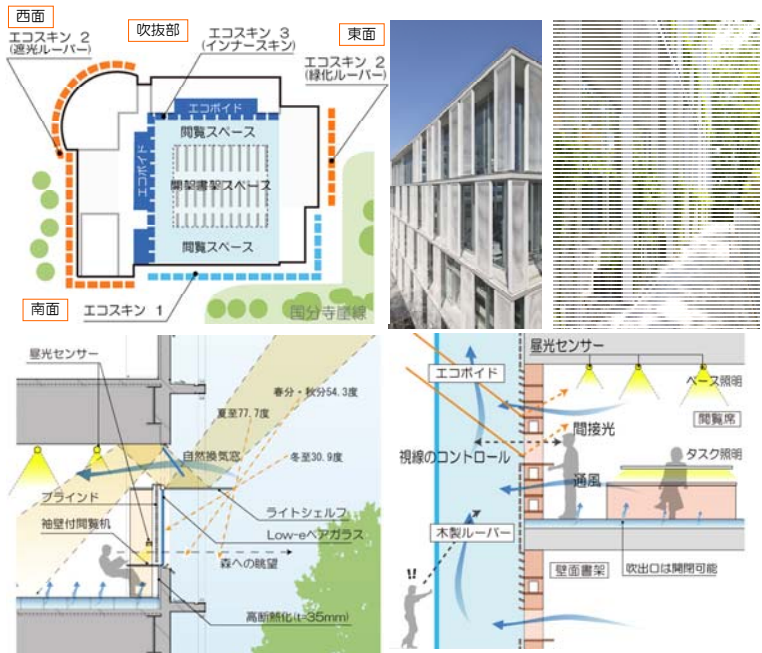 西面
エコスキン 2
(遮光ルーバー)
吹抜部
エコスキン 3
(インナースキン)
東面
エコスキン 2
(緑化ルーバー)
エコボイド
閲覧スペース
エコボイド
開架書架スペース
閲覧スペース
南面
エコスキン 1
国分寺崖線
昼光センサー
春分・秋分54.3度
夏至77.7度
自然換気窓
冬至30.9度
ブラインド
ライトシェルフ
袖壁付閲覧机
Low-eペアガラス
森への眺望
高断熱化(t=35mm)
昼光センサー
エコボイド
ベース照明
閲覧席
間接光
視線のコントロール
タスク照明
通風
木製ルーバー
壁面書架
吹出口は開閉可能
!!